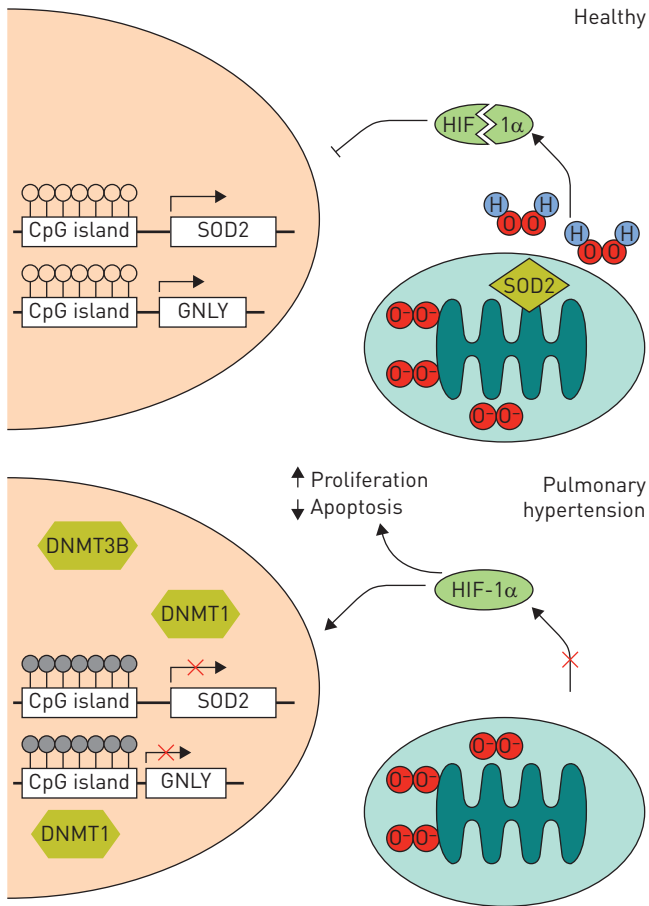 Healthy
HIF 1α
H H
O O
H H
O O
CpG island SOD2
CpG island GNLY
SOD2
O⁻ O⁻
O⁻ O⁻
O⁻ O⁻
Proliferation
Apoptosis
Pulmonary
hypertension
DNMT3B
DNMT1
HIF-1α
CpG island SOD2
CpG island GNLY
DNMT1
O⁻ O⁻
O⁻ O⁻
O⁻ O⁻